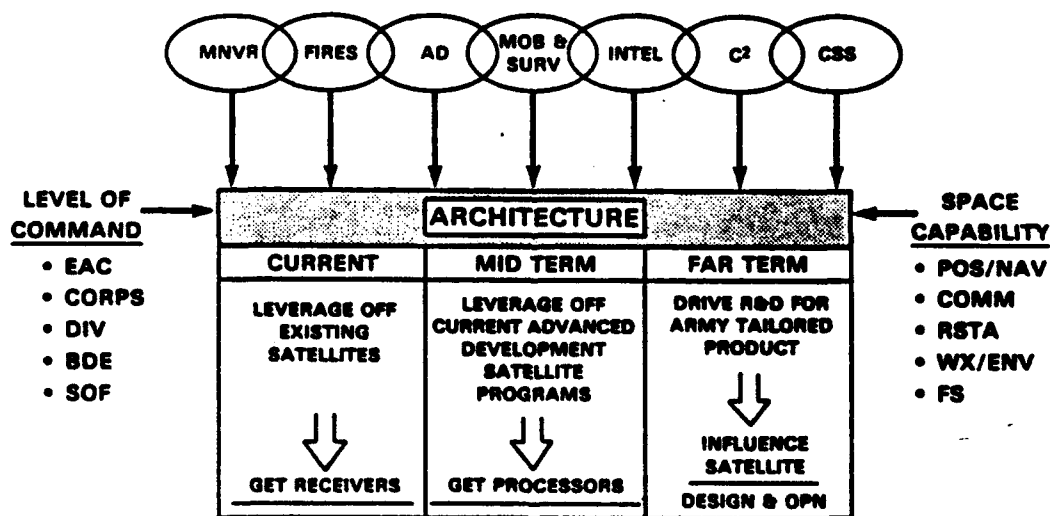 MNVR
FIRES
AD
MOB &
SURV
INTEL
C²
CSS
LEVEL OF
COMMAND
• EAC
• CORPS
• DIV
• BDE
• SOF
ARCHITECTURE
CURRENT
MID TERM
FAR TERM
LEVERAGE OFF
EXISTING
SATELLITES
GET RECEIVERS
LEVERAGE OFF
CURRENT ADVANCED
DEVELOPMENT
SATELLITE
PROGRAMS
GET PROCESSORS
DRIVE R&D FOR
ARMY TAILORED
PRODUCT
INFLUENCE
SATELLITE
DESIGN & OPN
SPACE
CAPABILITY
• POS/NAV
• COMM
• RSTA
• WX/ENV
• FS